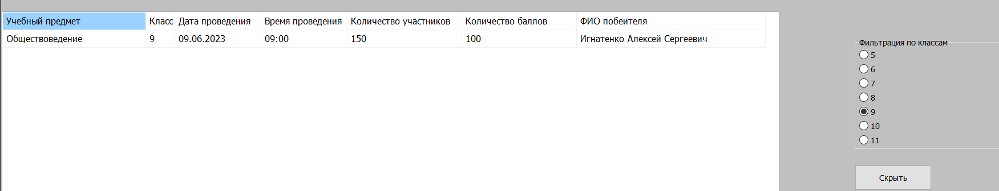 Учебный предмет Класс Дата проведения Время проведения Количество участников Количество баллов ФИО побеителя
Обществоведение 9 09.06.2023 09:00 150 100 Игнатенко Алексей Сергеевич
Фильтрация по классам
5
6
7
8
9
10
11
Скрыть